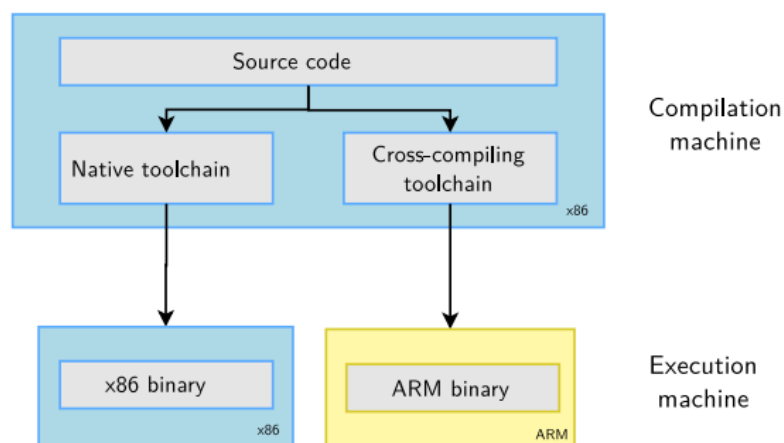 Source code
Compilation
machine
Native toolchain
Cross-compiling
toolchain
x86
x86 binary
x86
ARM binary
ARM
Execution
machine